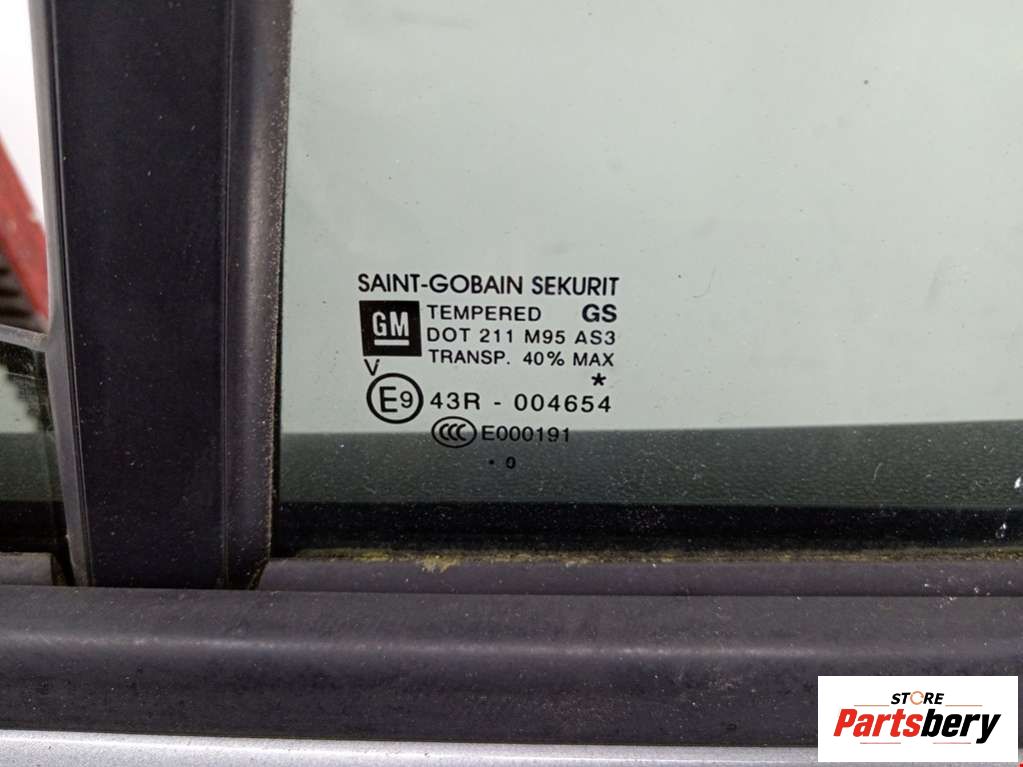 SAINT-GOBAIN SEKURIT
GM TEMPERED GS
DOT 211 M95 AS3
TRANSP. 40% MAX
V *
E9 43R - 004654
CCC E000191
. 0
STORE
Partsbery